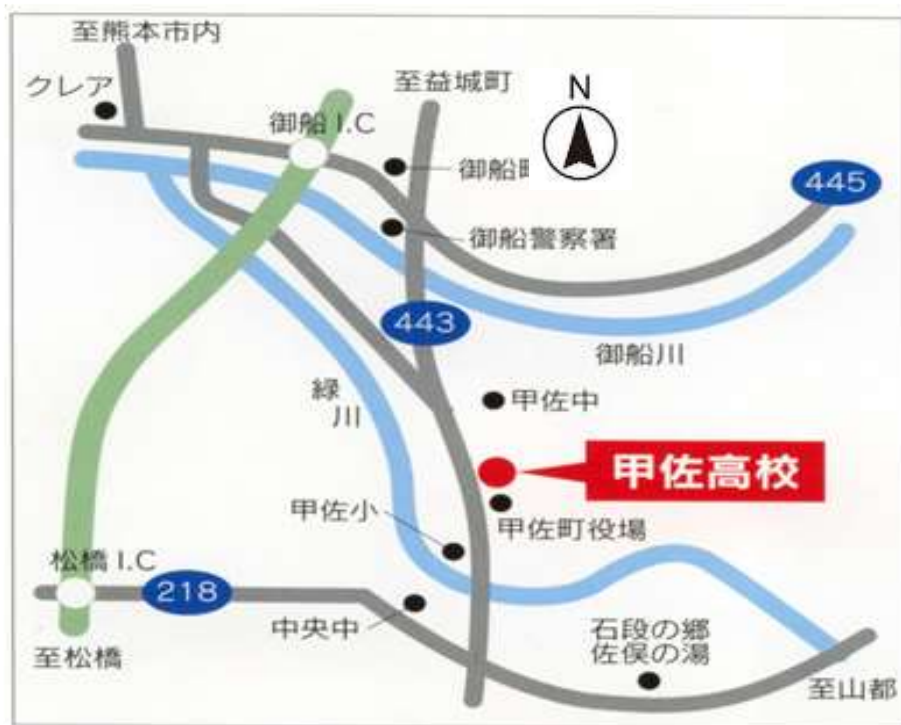 至熊本市内
クレア
至益城町
N
御船I.C
御船
445
御船警察署
443
御船川
緑川
甲佐中
甲佐高校
甲佐小
甲佐町役場
松橋I.C
218
中央中
石段の郷
佐俣の湯
至松橋
至山都